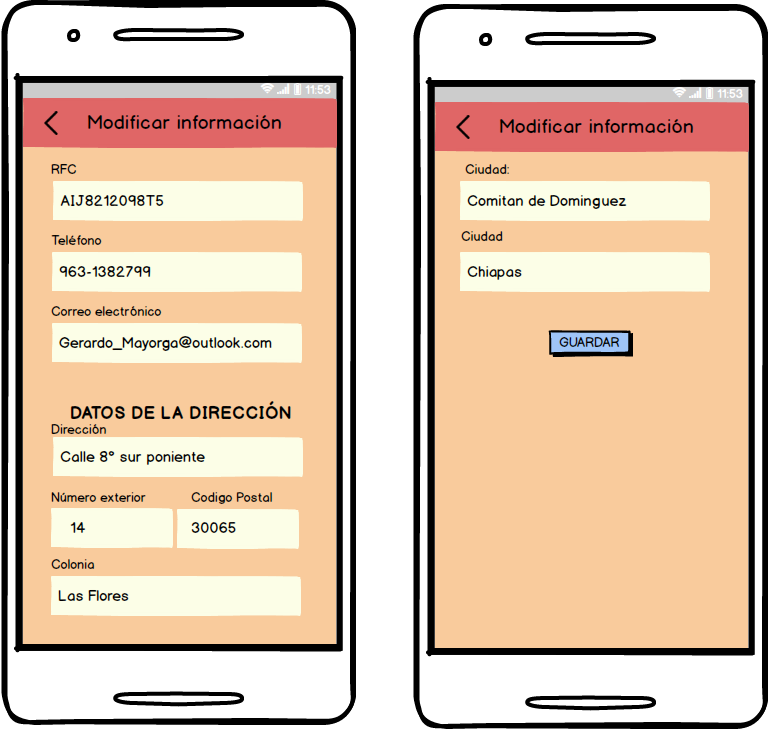 11:53
Modificar información
RFC
AIJ8212098T5
Teléfono
963-1382799
Correo electrónico
Gerardo_Mayorga@outlook.com
DATOS DE LA DIRECCIÓN
Dirección
Calle 8° sur poniente
Número exterior Codigo Postal
14 30065
Colonia
Las Flores
11:53
Modificar información
Ciudad:
Comitan de Dominguez
Ciudad
Chiapas
GUARDAR